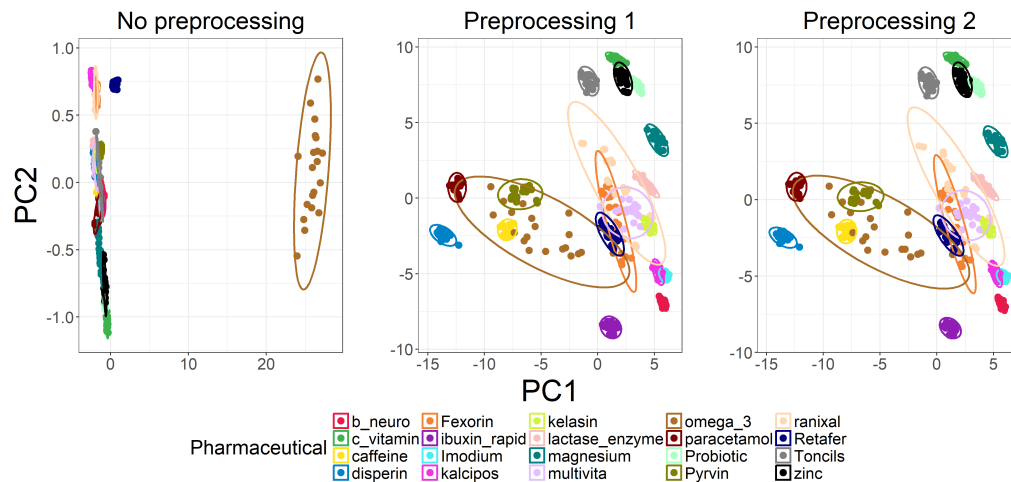 No preprocessing Preprocessing 1 Preprocessing 2
PC2
1.0
0.5
0.0
-0.5
-1.0
0 10 20
10
5
0
-5
-10
-15 -10 -5 0 5
10
5
0
-5
-10
-15 -10 -5 0 5
PC1
Pharmaceutical
b_neuro Fexorin kelasin omega_3 ranixal
c_vitamin ibuxin_rapid lactase_enzyme paracetamol Retafer
caffeine Imodium magnesium Probiotic Toncils
disperin kalcipos multivita Pyrvin zinc